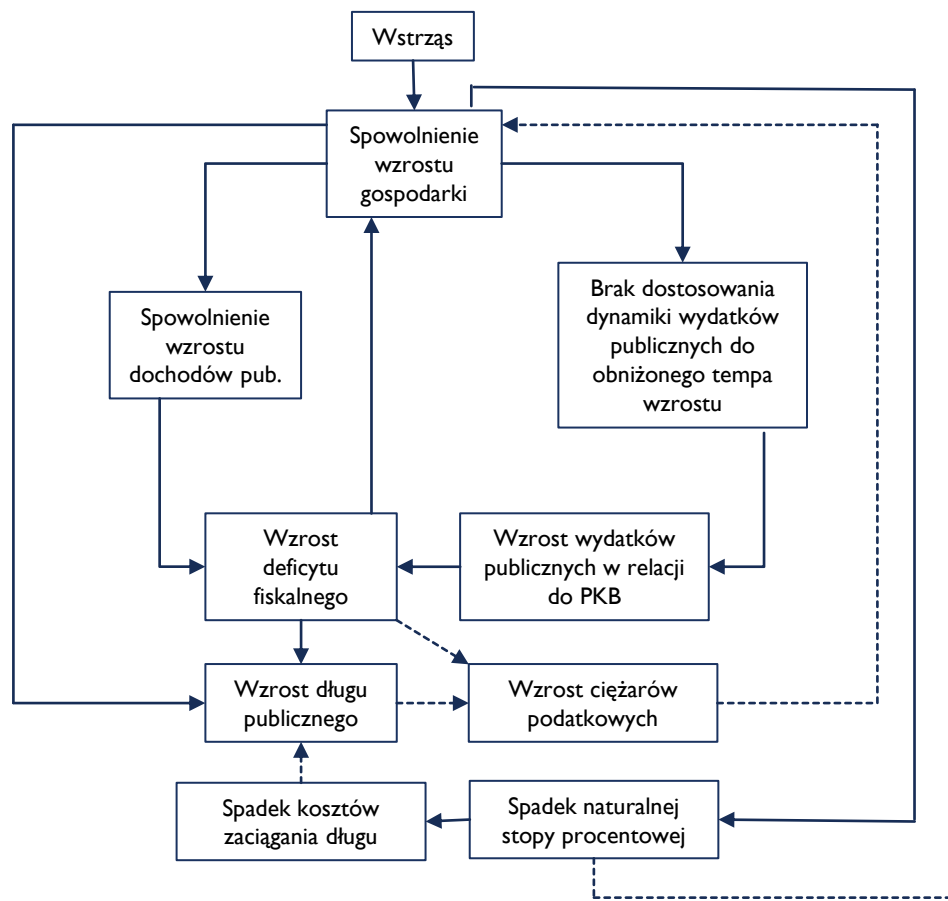 Wstrząs
Spowolnienie
wzrostu
gospodarki
Spowolnienie
wzrostu
dochodów pub.
Brak dostosowania
dynamiki wydatków
publicznych do
obniżonego tempa
wzrostu
Wzrost
deficytu
fiskalnego
Wzrost wydatków
publicznych w relacji
do PKB
Wzrost długu
publicznego
Wzrost ciężarów
podatkowych
Spadek kosztów
zaciągania długu
Spadek naturalnej
stopy procentowej